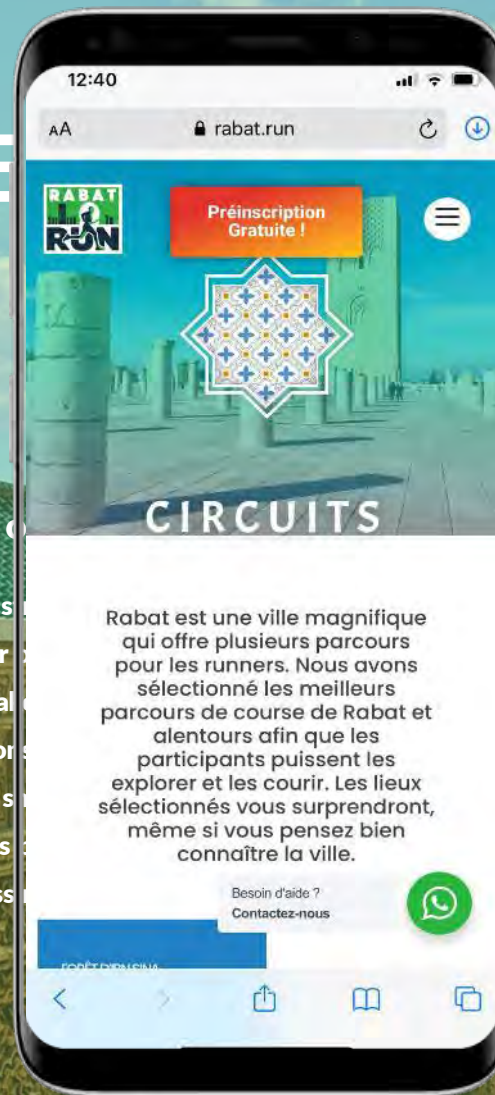 12:40
AA
rabat.run
RABAT
RUN
Préinscription
Gratuite !
CIRCUITS
Rabat est une ville magnifique
qui offre plusieurs parcours
pour les runners. Nous avons
sélectionné les meilleurs
parcours de course de Rabat et
alentours afin que les
participants puissent les
explorer et les courir. Les lieux
sélectionnés vous surprendront,
même si vous pensez bien
connaître la ville.
Besoin d'aide ?
Contactez-nous